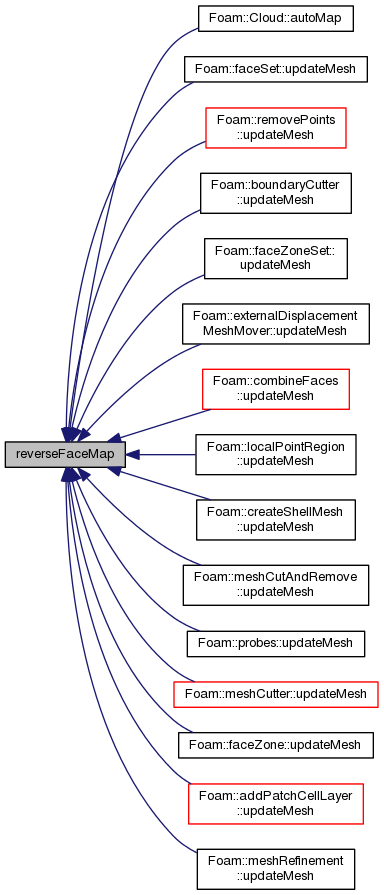 Foam::Cloud::autoMap
Foam::faceSet::updateMesh
Foam::removePoints
::updateMesh
Foam::boundaryCutter
::updateMesh
Foam::faceZoneSet::
updateMesh
Foam::externalDisplacement
MeshMover::updateMesh
Foam::combineFaces
::updateMesh
reverseFaceMap
Foam::localPointRegion
::updateMesh
Foam::createShellMesh
::updateMesh
Foam::meshCutAndRemove
::updateMesh
Foam::probes::updateMesh
Foam::meshCutter::updateMesh
Foam::faceZone::updateMesh
Foam::addPatchCellLayer
::updateMesh
Foam::meshRefinement
::updateMesh